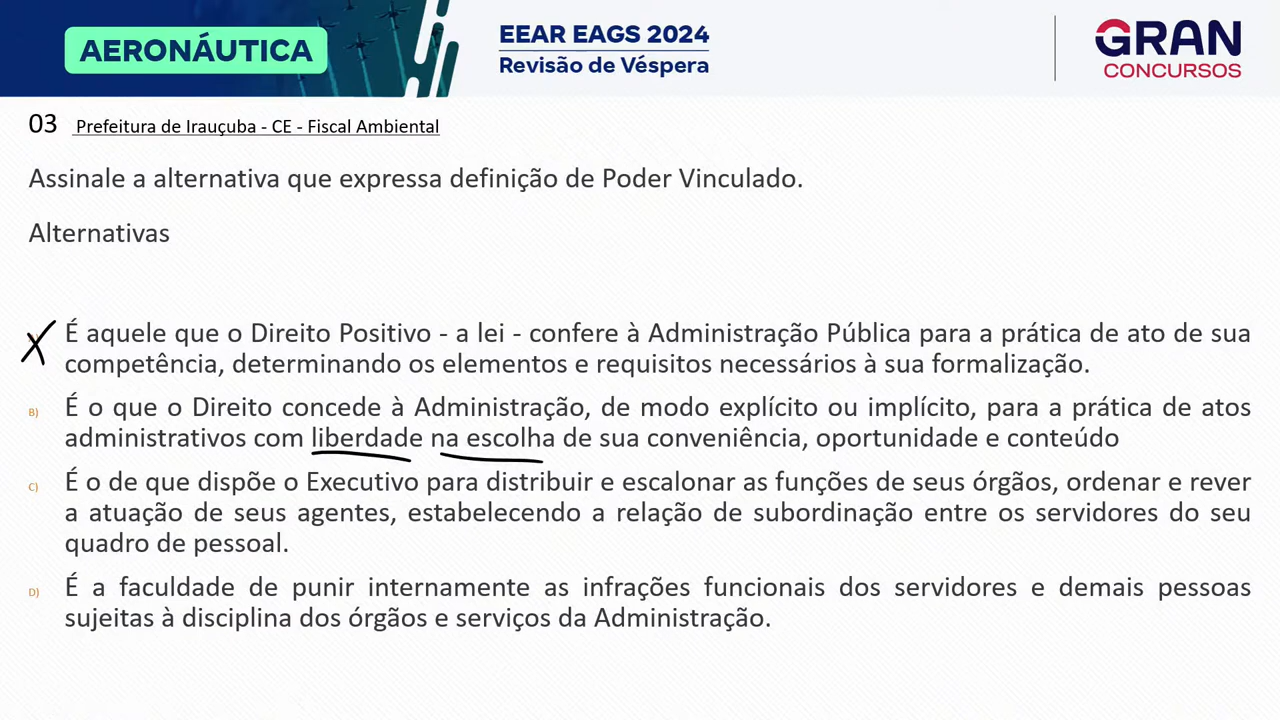 AERONÁUTICA
EEAR EAGS 2024
Revisão de Véspera
GRAN
CONCURSOS
03 Prefeitura de Irauçuba - CE - Fiscal Ambiental
Assinale a alternativa que expressa definição de Poder Vinculado.
Alternativas
É aquele que o Direito Positivo - a lei - confere à Administração Pública para a prática de ato de sua
competência, determinando os elementos e requisitos necessários à sua formalização.
B) É o que o Direito concede à Administração, de modo explícito ou implícito, para a prática de atos
administrativos com liberdade na escolha de sua conveniência, oportunidade e conteúdo
C) É o de que dispõe o Executivo para distribuir e escalonar as funções de seus órgãos, ordenar e rever
a atuação de seus agentes, estabelecendo a relação de subordinação entre os servidores do seu
quadro de pessoal.
D) É a faculdade de punir internamente as infrações funcionais dos servidores e demais pessoas
sujeitas à disciplina dos órgãos e serviços da Administração.